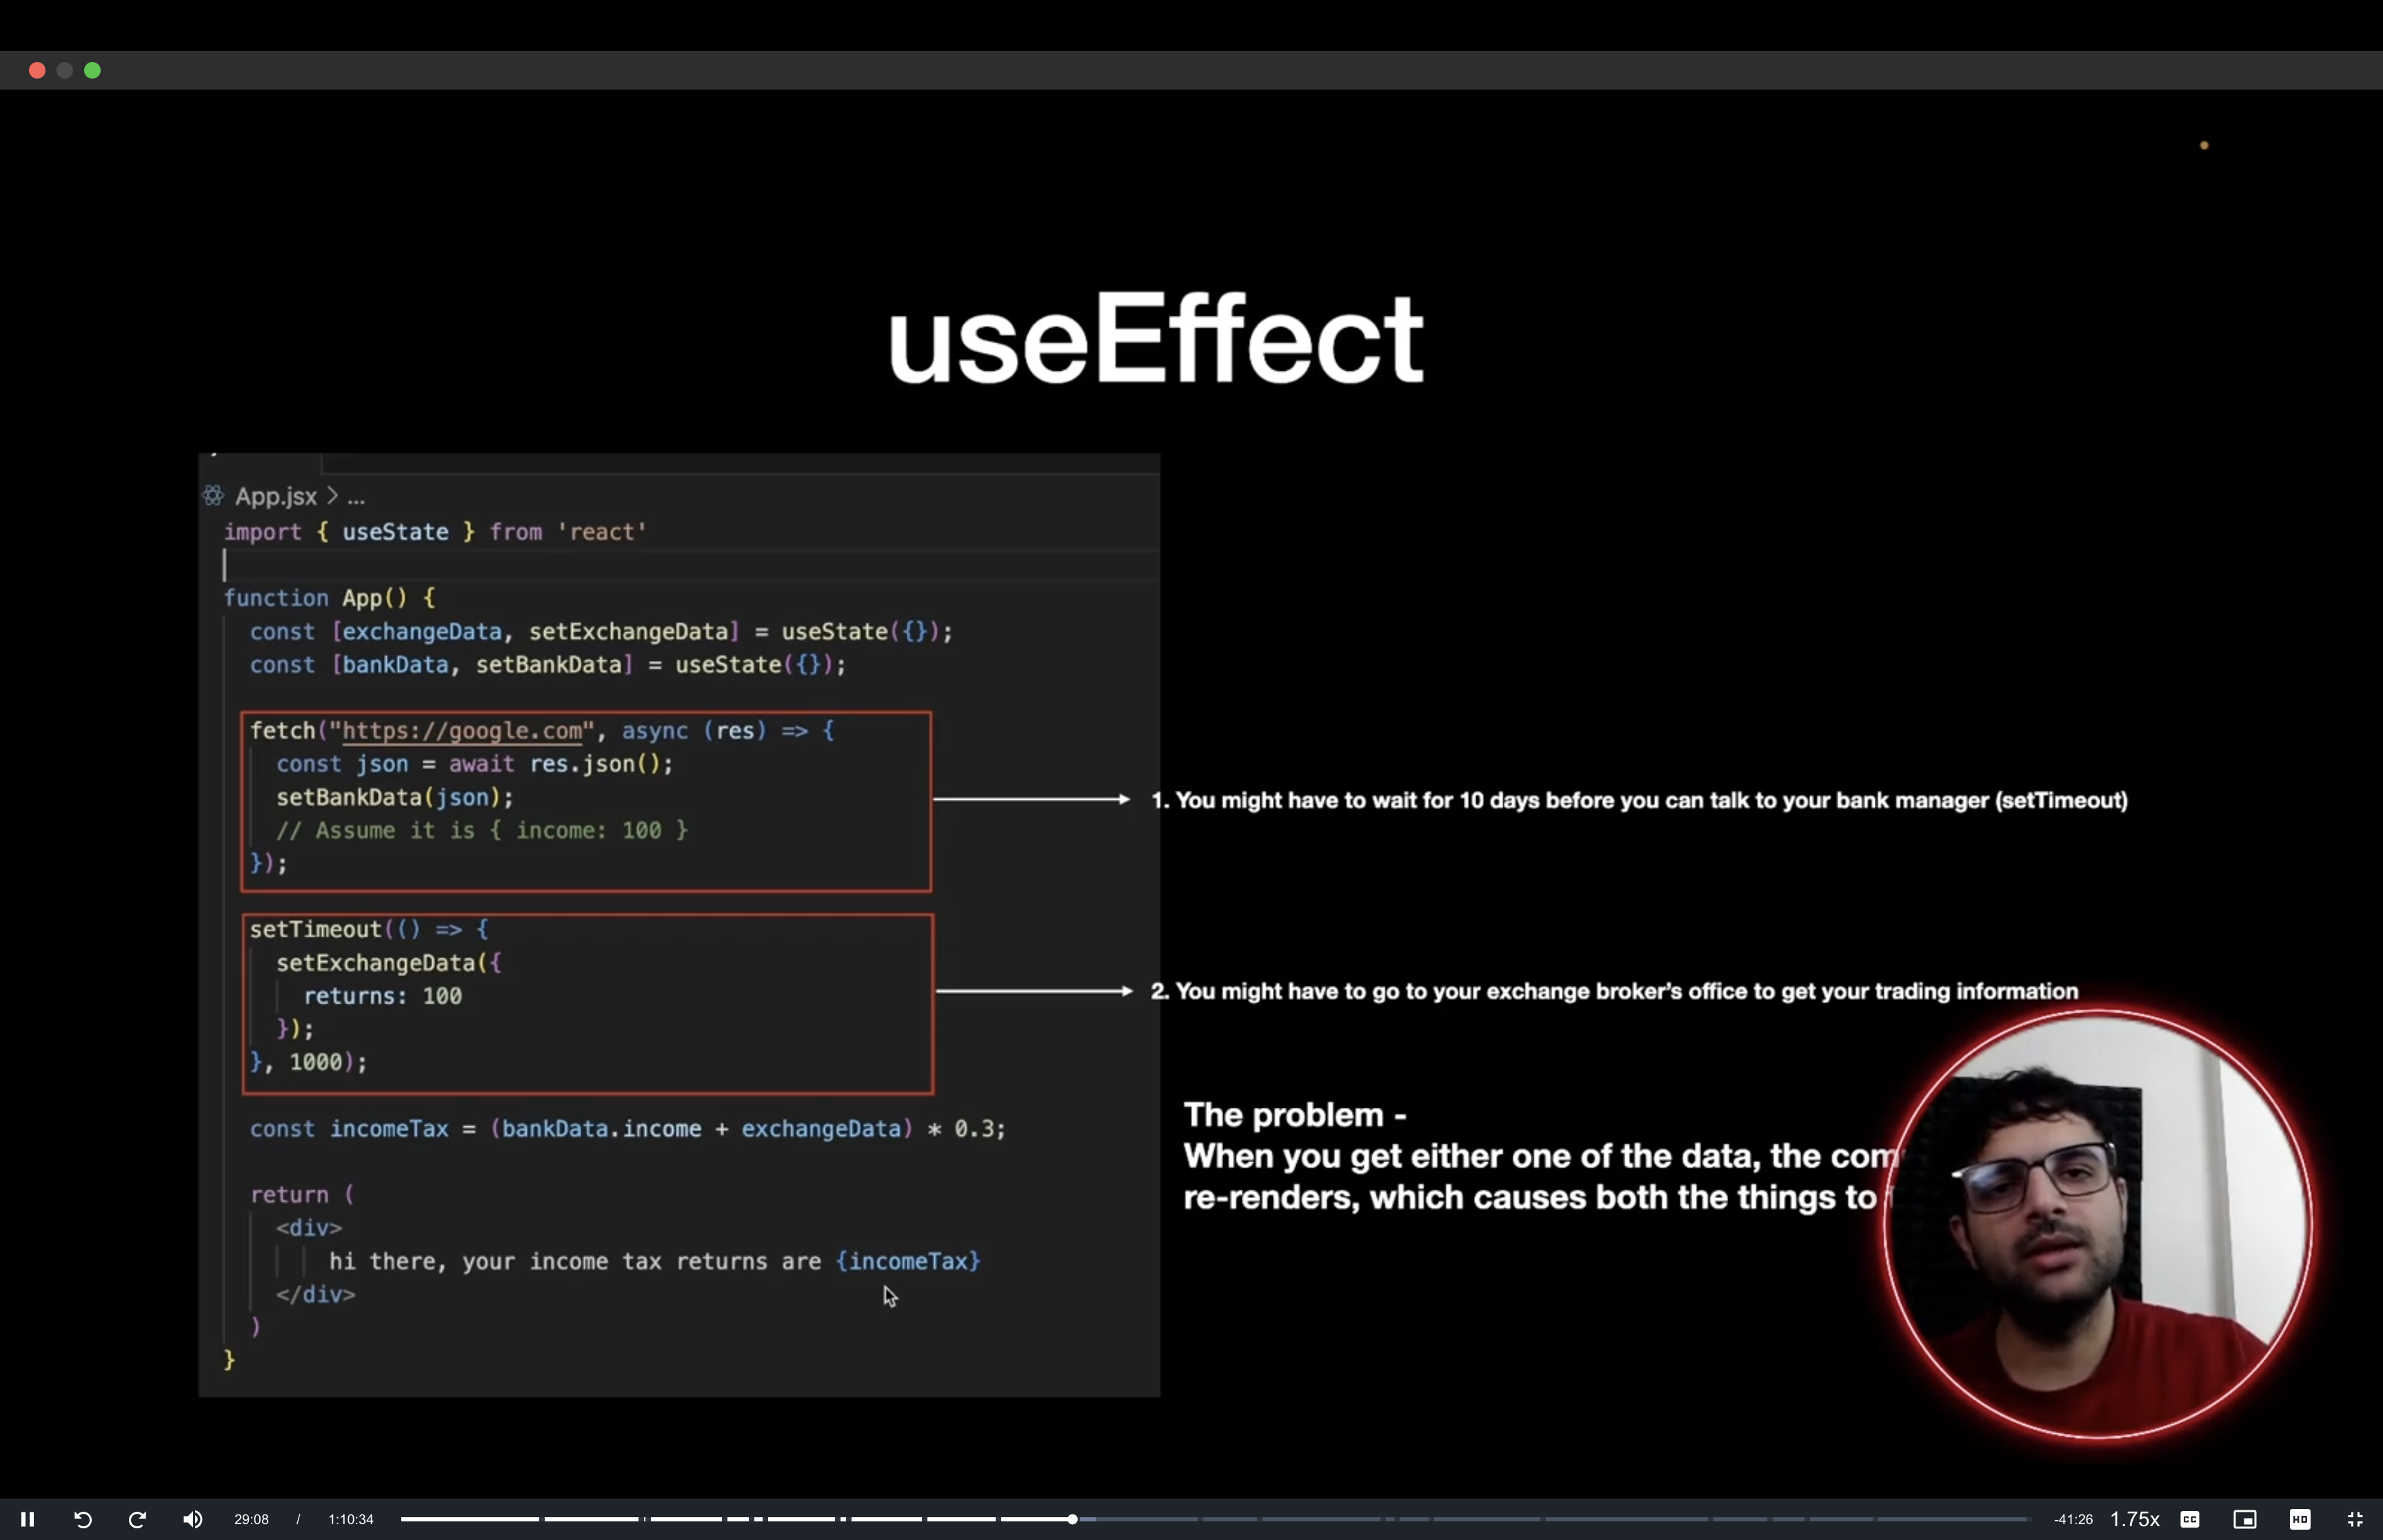 useEffect
App.jsx > ...
import { useState } from 'react'
function App() {
const [exchangeData, setExchangeData] = useState({});
const [bankData, setBankData] = useState({});
fetch("https://google.com", async (res) => {
const json = await res.json();
setBankData(json);
// Assume it is { income: 100 }
});
setTimeout(() => {
setExchangeData({
returns: 100
});
}, 1000);
const incomeTax = (bankData.income + exchangeData) * 0.3;
return (
<div>
hi there, your income tax returns are {incomeTax}
</div>
)
}
1. You might have to wait for 10 days before you can talk to your bank manager (setTimeout)
2. You might have to go to your exchange broker's office to get your trading information
The problem -
When you get either one of the data, the com
re-renders, which causes both the things to
29:08 / 1:10:34
-41:26 1.75x CC HD